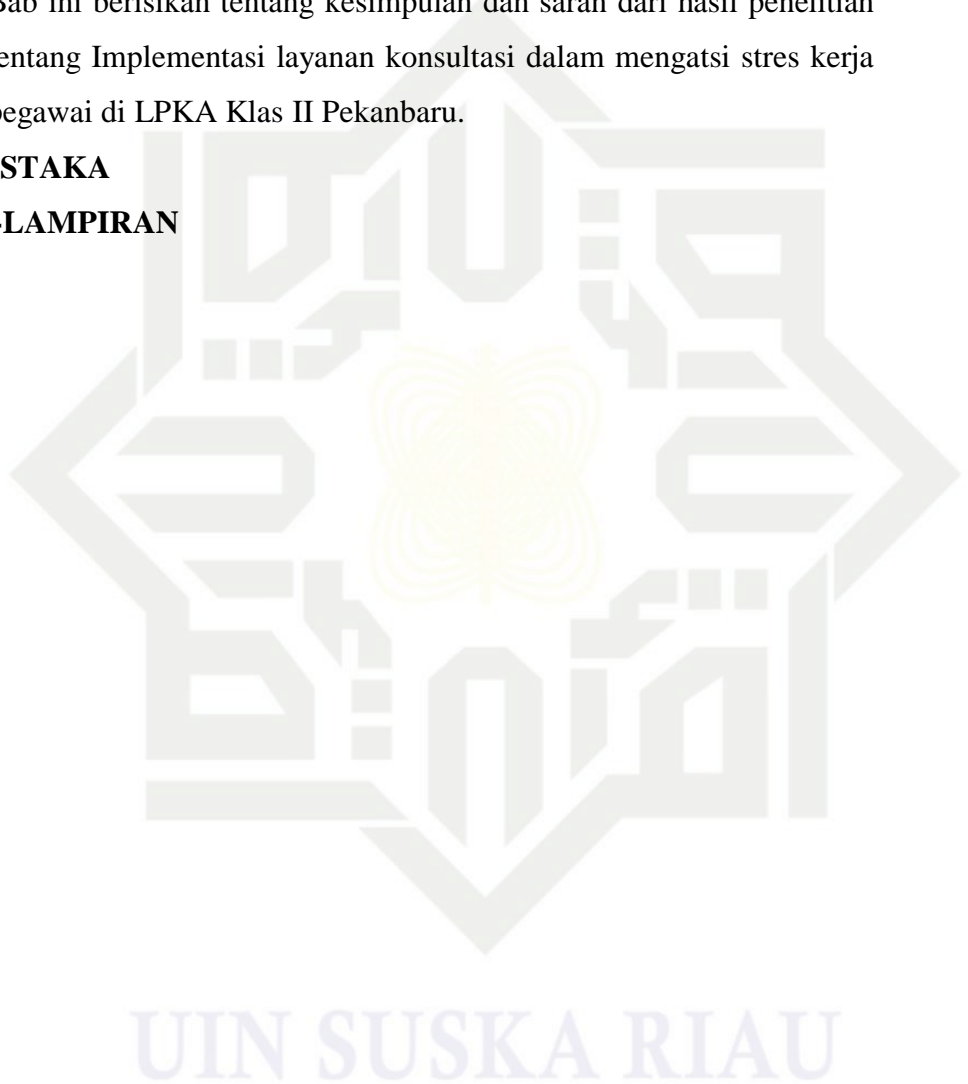 Bab ini berisikan tentang kesimpulan dan saran dari hasil penelitian
tentang Implementasi layanan konsultasi dalam mengatsi stres kerja
pegawai di LPKA Klas II Pekanbaru.
STAKA
-LAMPIRAN
UIN SUSKA RIAU